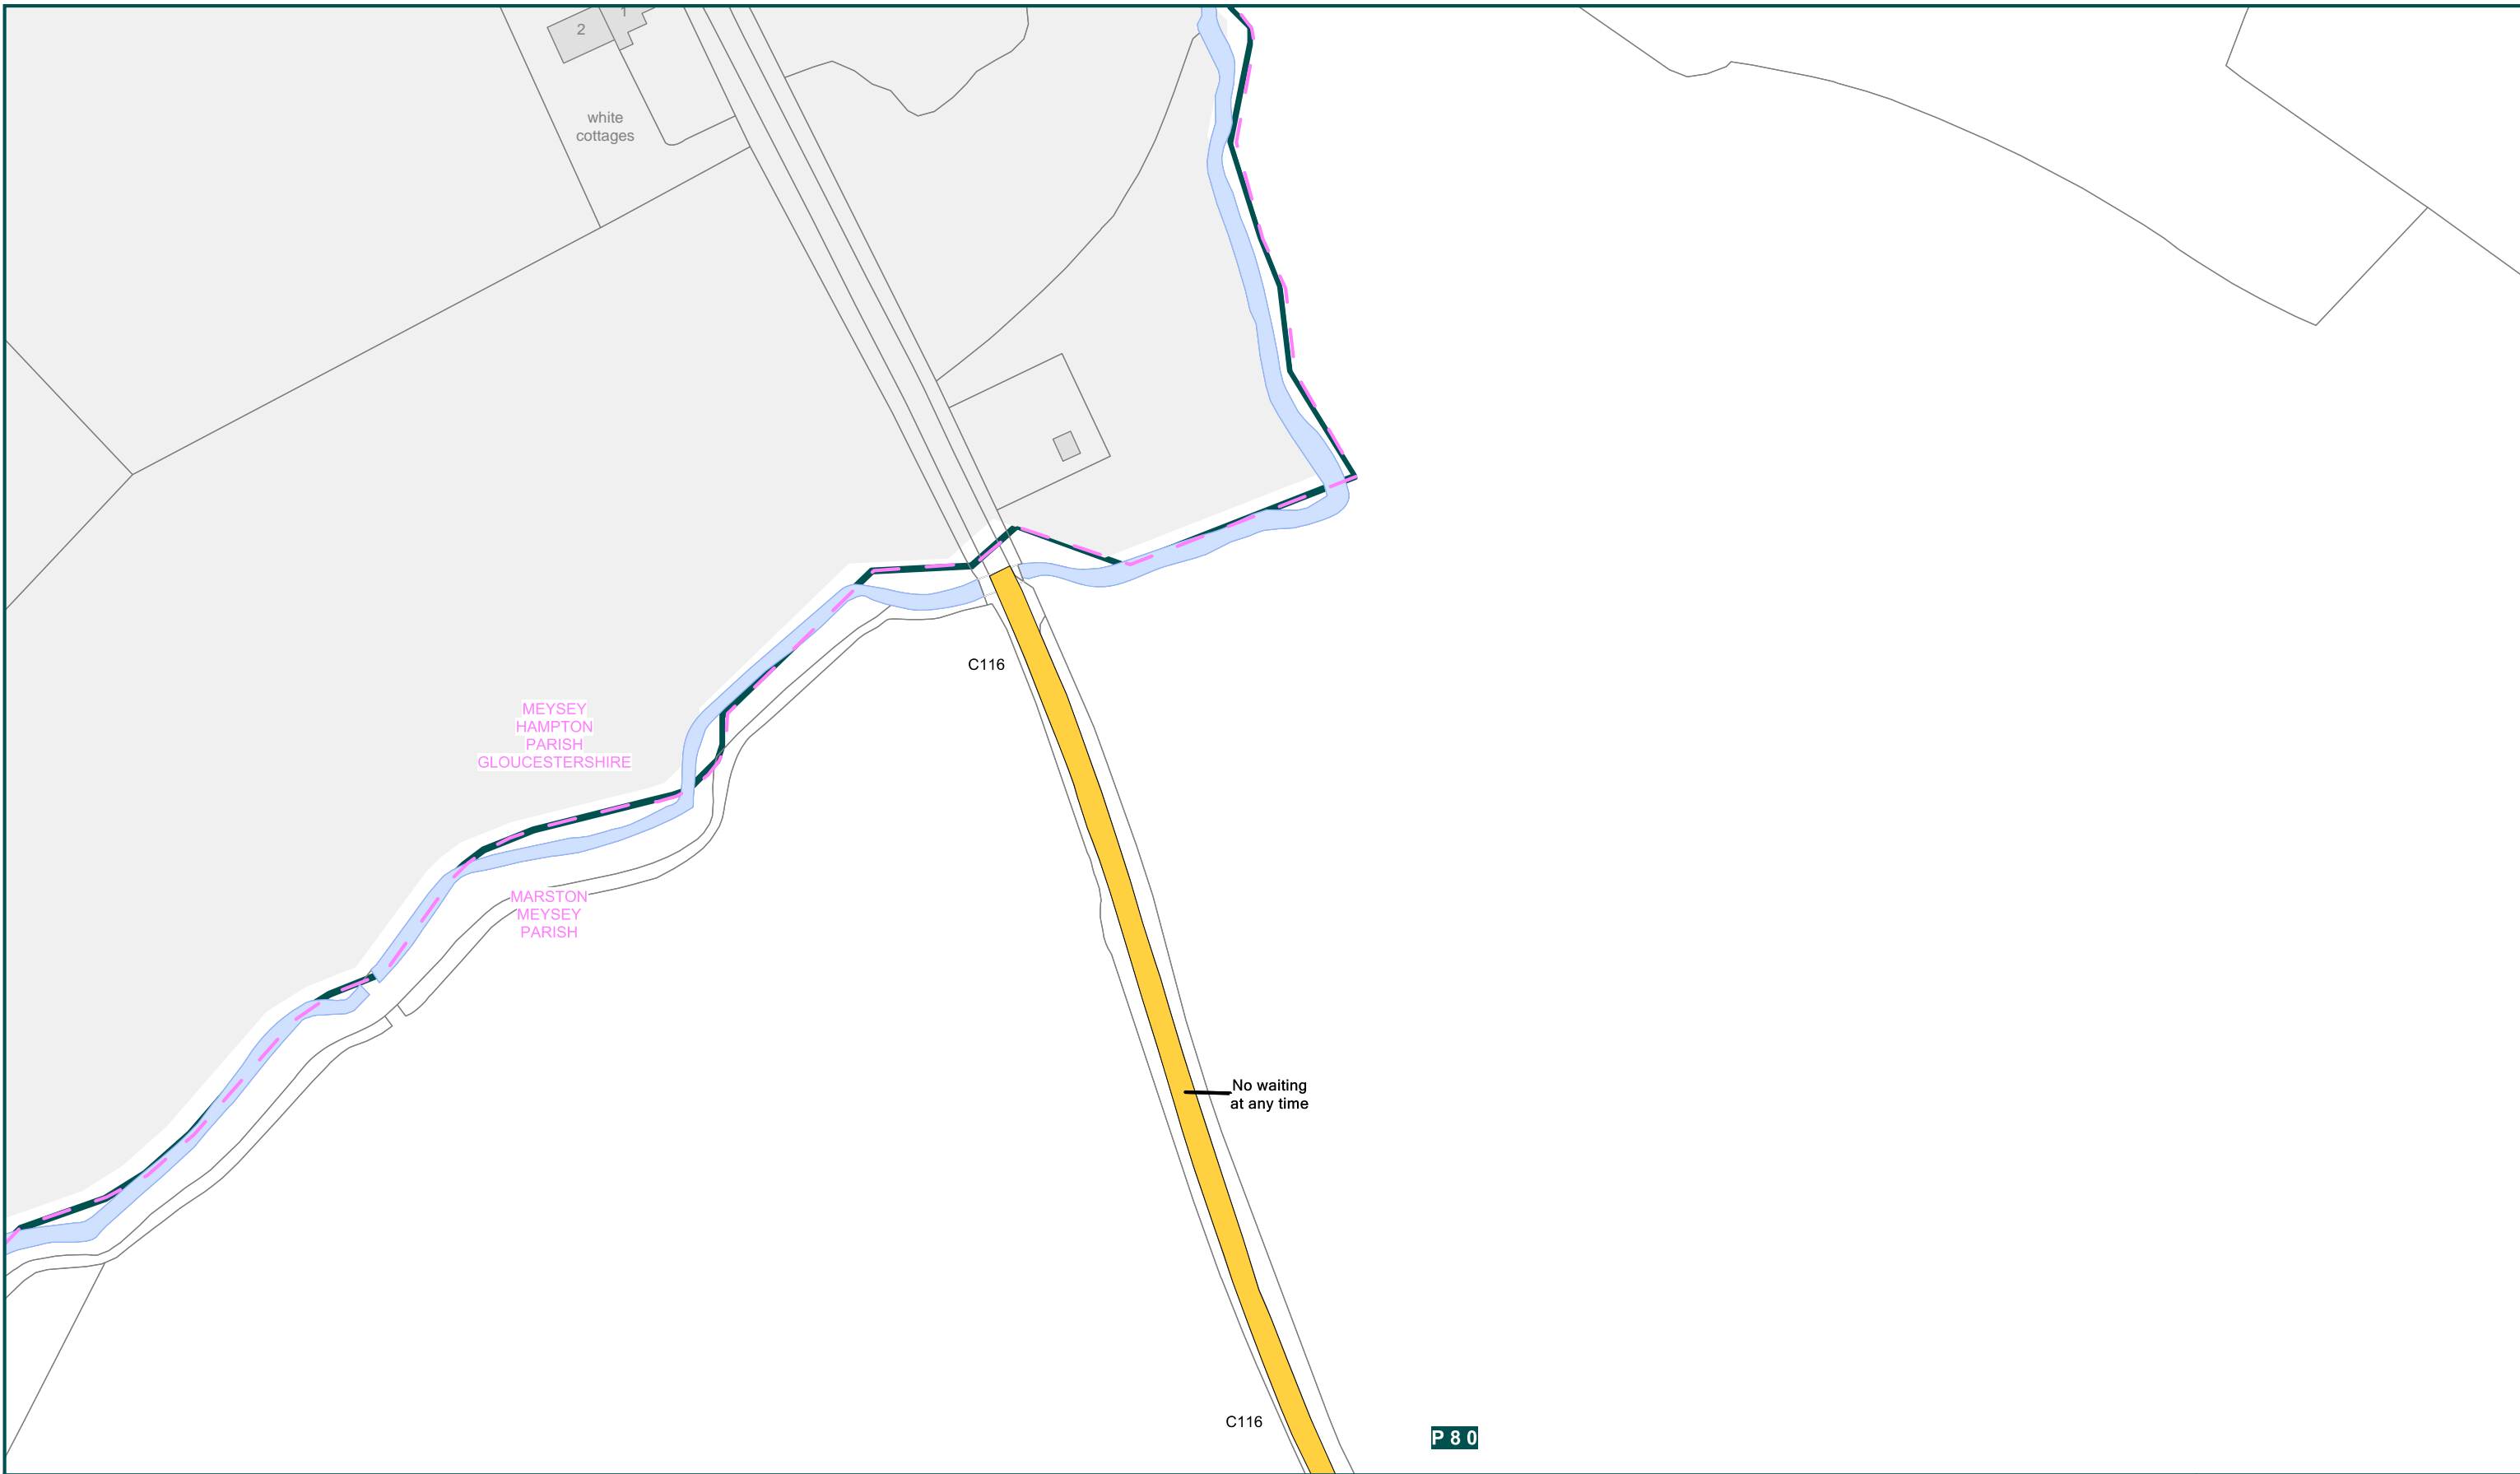 1
2
white
cottages
C116
MEYSEY
HAMPTON
PARISH
GLOUCESTERSHIRE
MARSTON
MEYSEY
PARISH
No waiting
at any time
C116
P 8 0